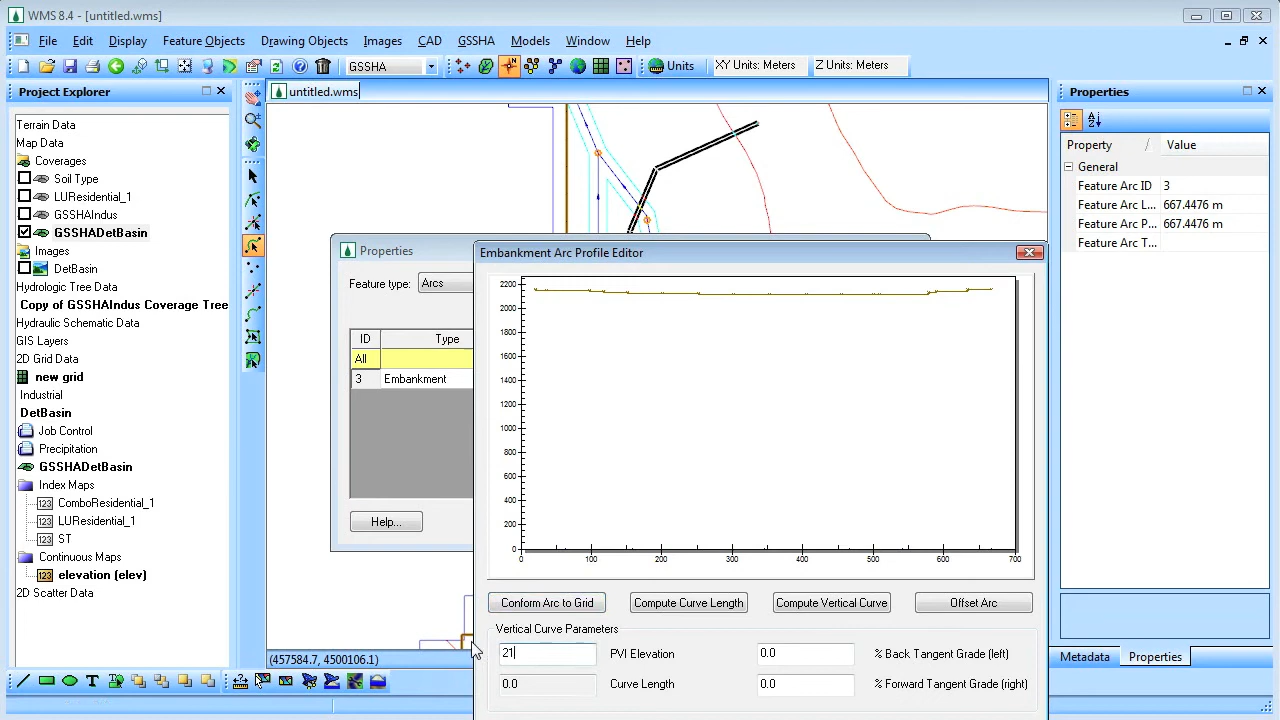 WMS 8.4 - [untitled.wms]
File Edit Display Feature Objects Drawing Objects Images CAD GSSHA Models Window Help
GSSHA Units XY Units: Meters Z Units: Meters
Project Explorer
untitled.wms
Properties
Terrain Data
Map Data
Coverages
Soil Type
LUResidential_1
GSSHAIndus
GSSHADetBasin
Images
DetBasin
Hydrologic Tree Data
Copy of GSSHAIndus Coverage Tree
Hydraulic Schematic Data
GIS Layers
2D Grid Data
new grid
Industrial
DetBasin
Job Control
Precipitation
GSSHADetBasin
Index Maps
ComboResidential_1
LUResidential_1
ST
Continuous Maps
elevation (elev)
2D Scatter Data
Properties
Feature type: Arcs
ID Type
All
3 Embankment
Help...
Embankment Arc Profile Editor
2200
2000
1800
1600
1400
1200
1000
800
600
400
200
0
0 100 200 300 400 500 600 700
Conform Arc to Grid Compute Curve Length Compute Vertical Curve Offset Arc
Vertical Curve Parameters
21 PVI Elevation 0.0 % Back Tangent Grade (left)
0.0 Curve Length 0.0 % Forward Tangent Grade (right)
(457584.7, 4500106.1)
Property / Value
General
Feature Arc ID 3
Feature Arc L... 667.4476 m
Feature Arc P... 667.4476 m
Feature Arc T...
Metadata Properties